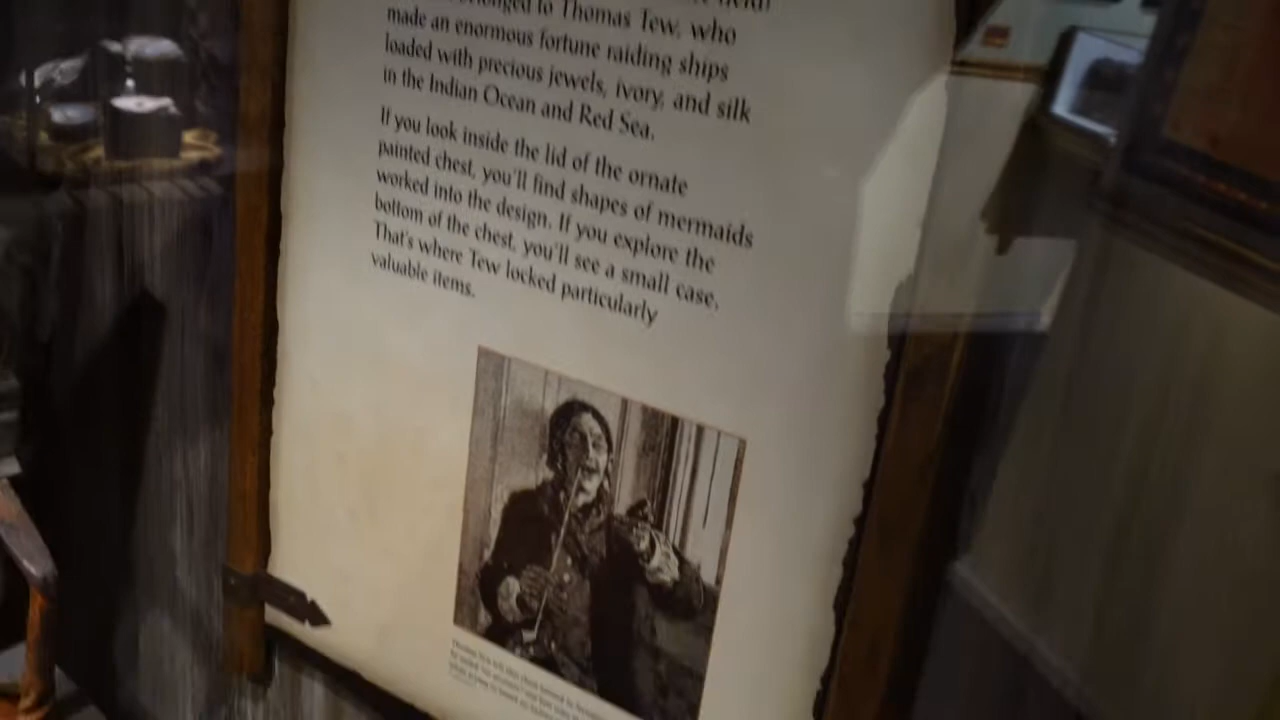 to Thomas Tew, who
made an enormous fortune raiding ships
loaded with precious jewels, ivory, and silk
in the Indian Ocean and Red Sea.
If you look inside the lid of the ornate
painted chest, you'll find shapes of mermaids
worked into the design. If you explore the
bottom of the chest, you'll see a small case.
That's where Tew locked particularly
valuable items.